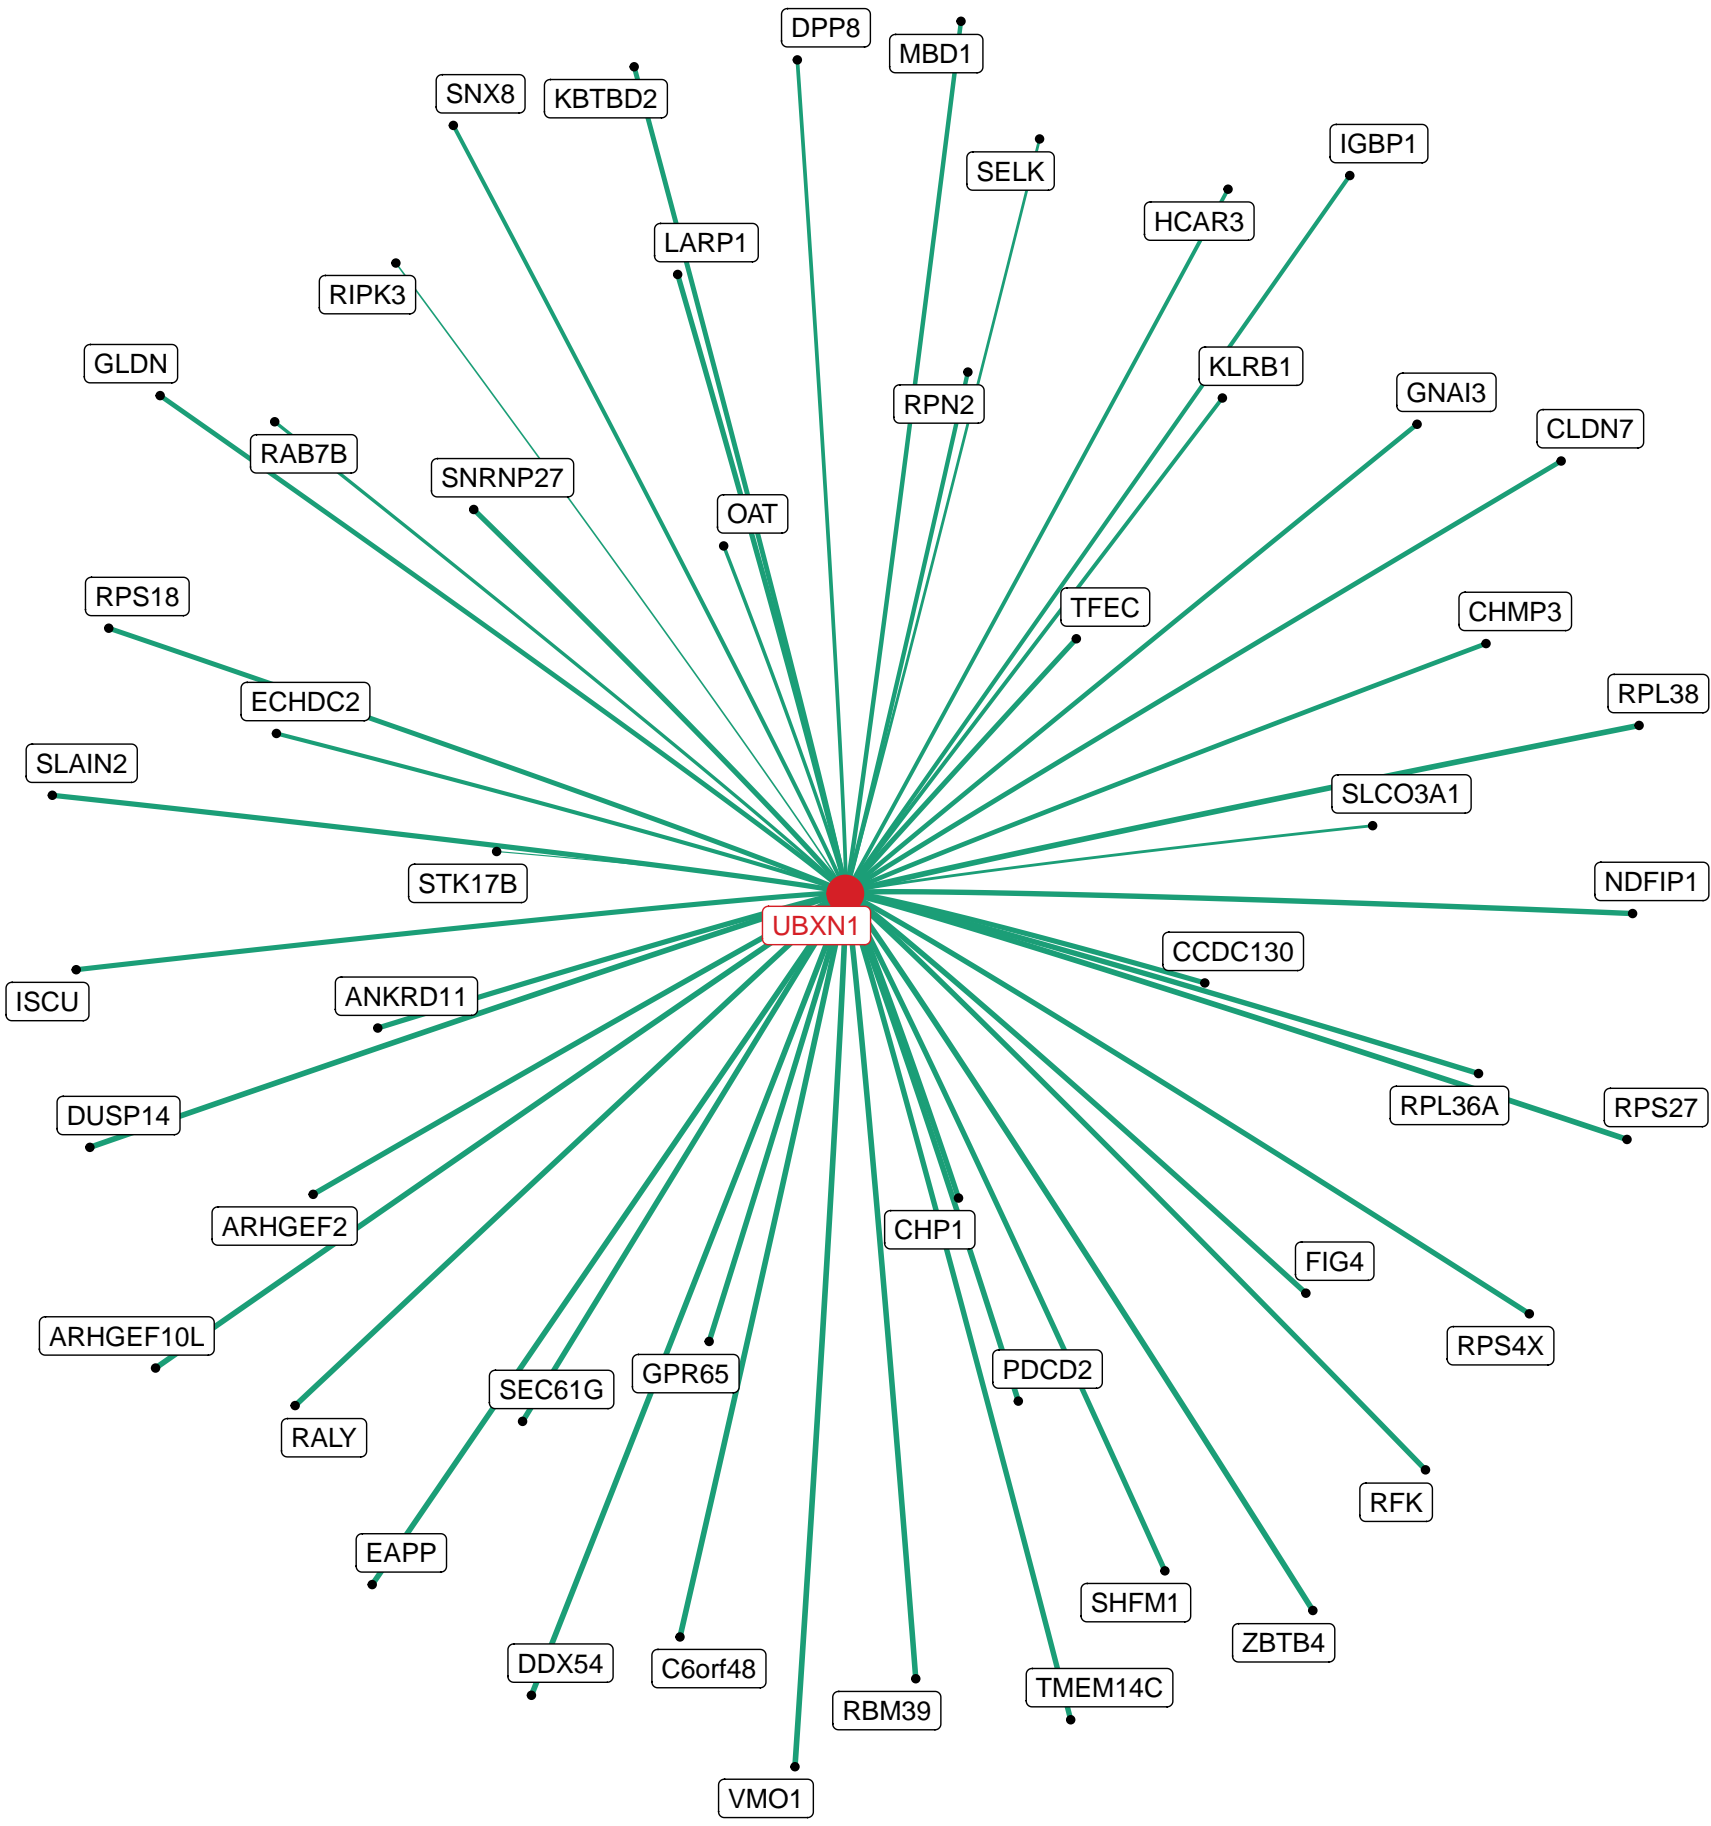 DPP8
MBD1
SNX8
KBTBD2
IGBP1
SELK
HCAR3
LARP1
RIPK3
GLDN
KLRB1
GNAI3
RPN2
CLDN7
RAB7B
SNRNP27
OAT
RPS18
TFEC
CHMP3
RPL38
ECHDC2
SLAIN2
SLCO3A1
STK17B
NDFIP1
UBXN1
CCDC130
ANKRD11
ISCU
RPL36A
RPS27
DUSP14
ARHGEF2
CHP1
FIG4
ARHGEF10L
RPS4X
PDCD2
GPR65
SEC61G
RALY
RFK
EAPP
SHFM1
ZBTB4
DDX54
C6orf48
TMEM14C
RBM39
VMO1